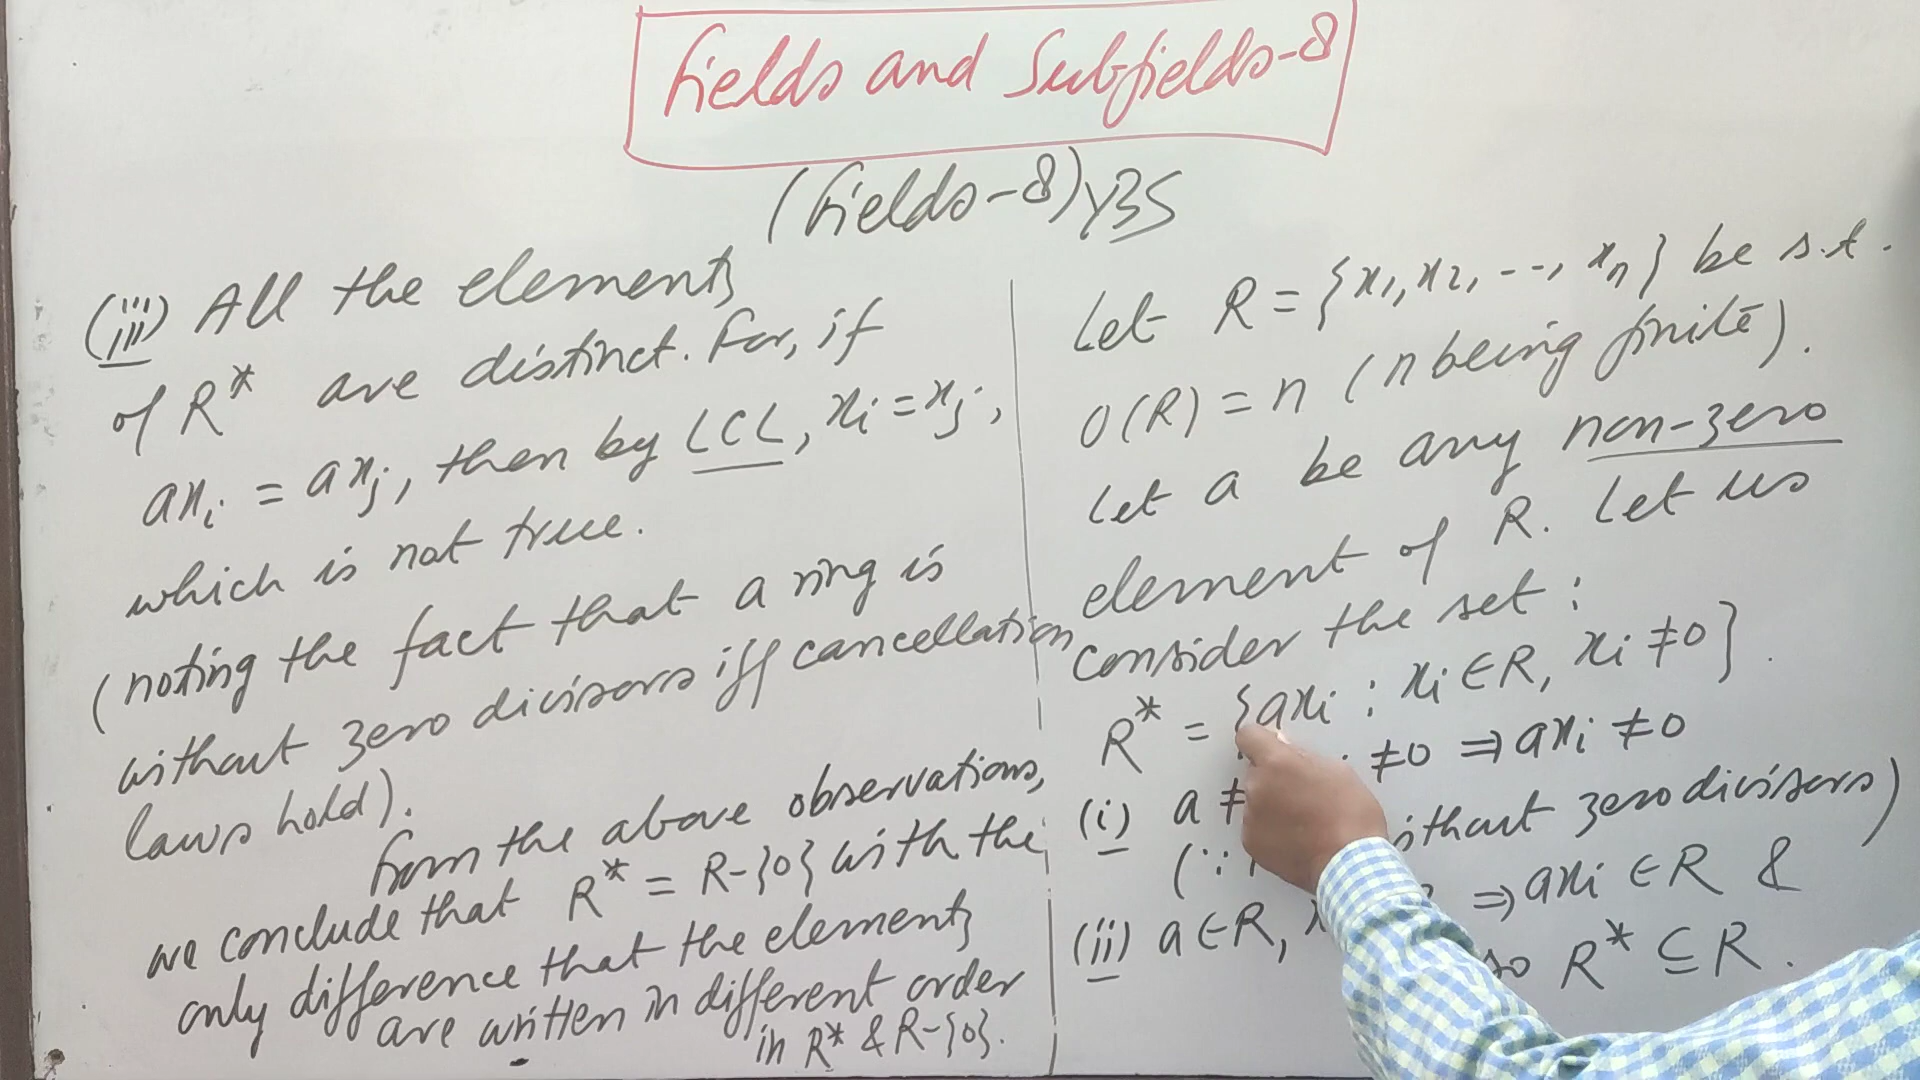 Fields and Subfields-8
(Fields-8) YBS
(iii) All the elements
of R* are distinct. For, if
axi = axj, then by LCL, xi = xj,
which is not true.
(noting the fact that a ring is
without zero divisors iff cancellation
laws hold).
From the above observations,
we conclude that R* = R-{0} with the
only difference that the elements
are written in different order
in R* & R-{0}.
Let R = {x1, x2, ---, xn} be s.t.
O(R) = n (n being finite).
Let a be any non-zero
element of R. Let us
consider the set:
R* = {axi : xi ∈ R, xi ≠ 0}.
(i) a ≠ ≠ 0 ⇒ axi ≠ 0
(∵ without zero divisors)
(ii) a ∈ R, ⇒ axi ∈ R &
so R* ⊆ R.